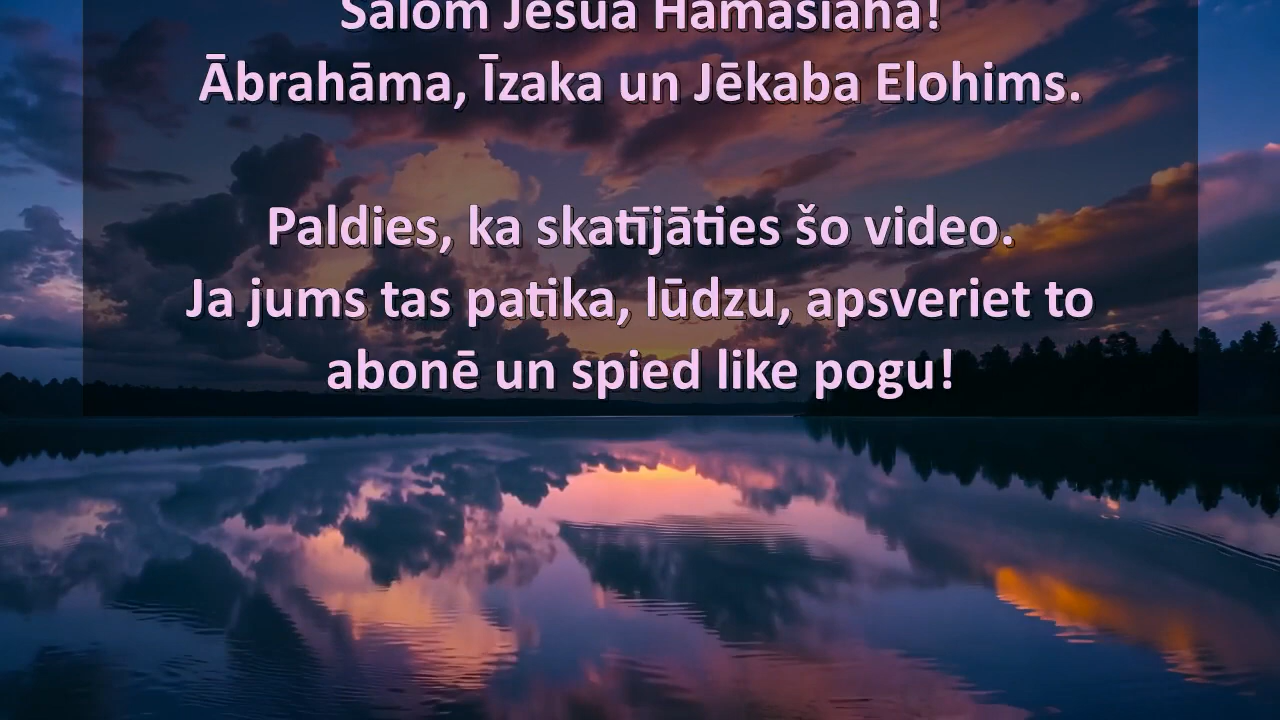 Šalom Ješua Hamašiaha!
Ābrahāma, Īzaka un Jēkaba Elohims.
Paldies, ka skatījāties šo video.
Ja jums tas patika, lūdzu, apsveriet to
abonē un spied like pogu!